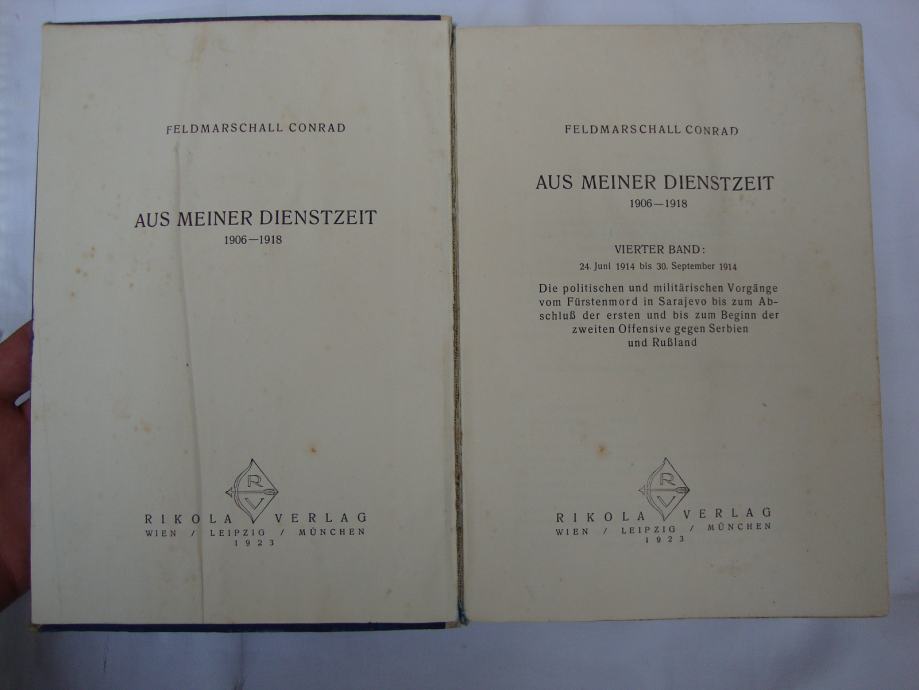 FELDMARSCHALL CONRAD
AUS MEINER DIENSTZEIT
1906—1918
R
V
RIKOLA VERLAG
WIEN / LEIPZIG / MÜNCHEN
1923
FELDMARSCHALL CONRAD
AUS MEINER DIENSTZEIT
1906—1918
VIERTER BAND:
24. Juni 1914 bis 30. September 1914
Die politischen und militärischen Vorgänge
vom Fürstenmord in Sarajevo bis zum Ab-
schluß der ersten und bis zum Beginn der
zweiten Offensive gegen Serbien
und Rußland
R
V
RIKOLA VERLAG
WIEN / LEIPZIG / MÜNCHEN
1923